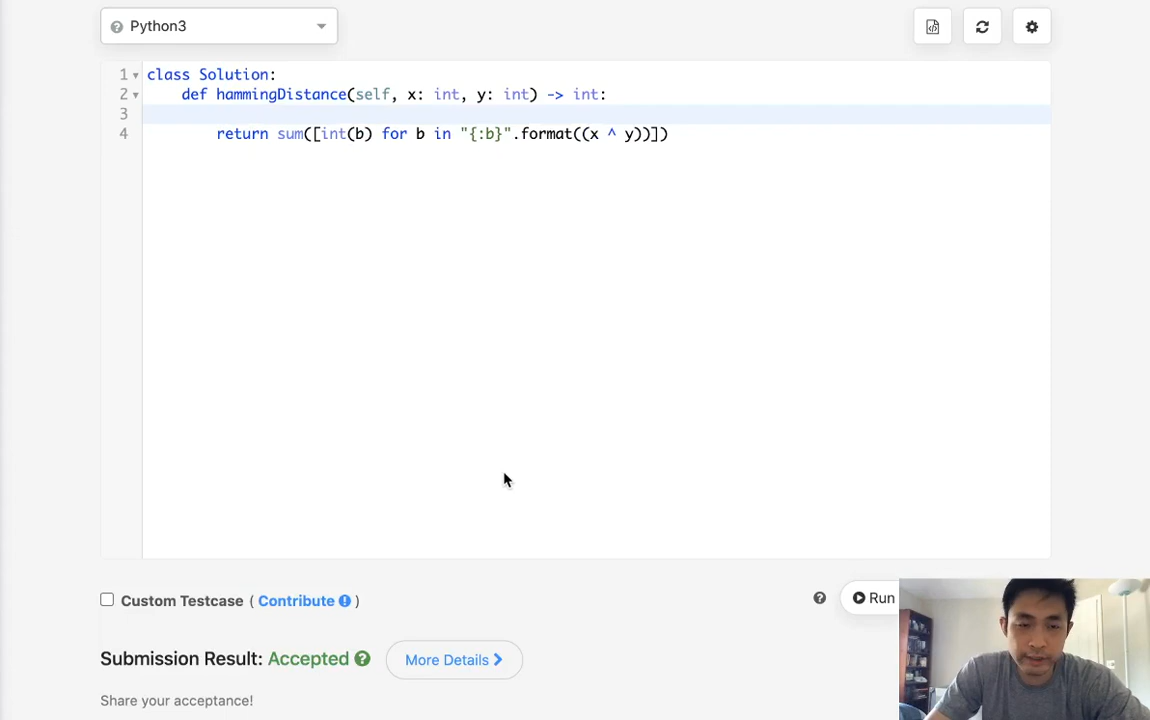 Python3
1 class Solution:
2 def hammingDistance(self, x: int, y: int) -> int:
3
4 return sum([int(b) for b in "{:b}".format((x ^ y))])
Custom Testcase ( Contribute )
Run
Submission Result: Accepted
More Details
Share your acceptance!